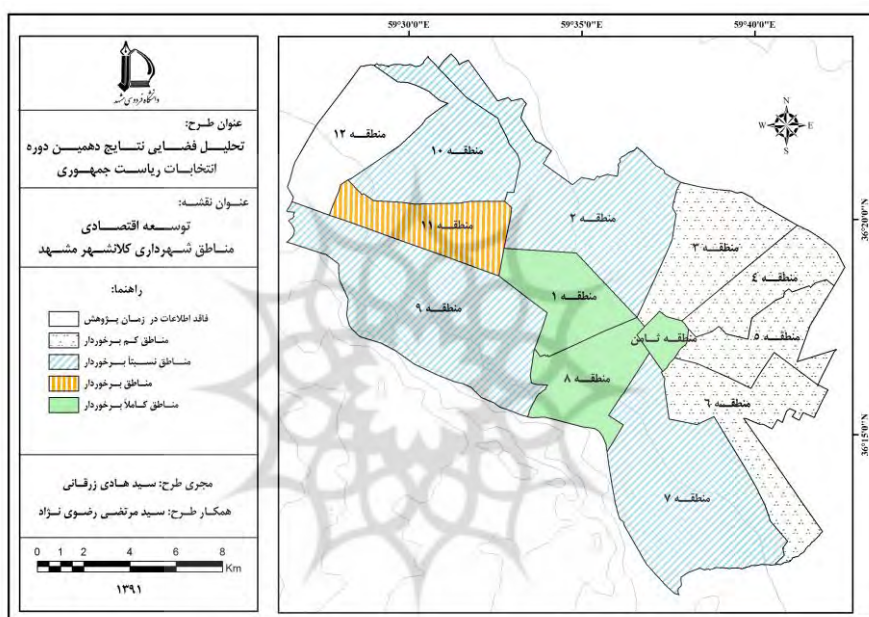 دانشگاه فردوسی مشهد
عنوان طرح:
تحلیل فضایی نتایج دهمین دوره
انتخابات ریاست جمهوری
عنوان نقشه:
توسعه اقتصادی
مناطق شهرداری کلانشهر مشهد
راهنما:
فاقد اطلاعات در زمان پژوهش
مناطق کم برخوردار
مناطق نسبتاً برخوردار
مناطق برخوردار
مناطق کاملاً برخوردار
مجری طرح: سید هادی زرقانی
همکار طرح: سید مرتضی رضوی نژاد
0 1 2 4 6 8
Km
۱۳۹۱
59°30'0"E 59°35'0"E 59°40'0"E
N
W E
S
36°20'0"N
36°15'0"N
منطقه ۱۲
منطقه ۱۰
منطقه ۱۱
منطقه ۲
منطقه ۳
منطقه ۴
منطقه ۱
منطقه ۹
منطقه ثامن
منطقه ۵
منطقه ۸
منطقه ۶
منطقه ۷